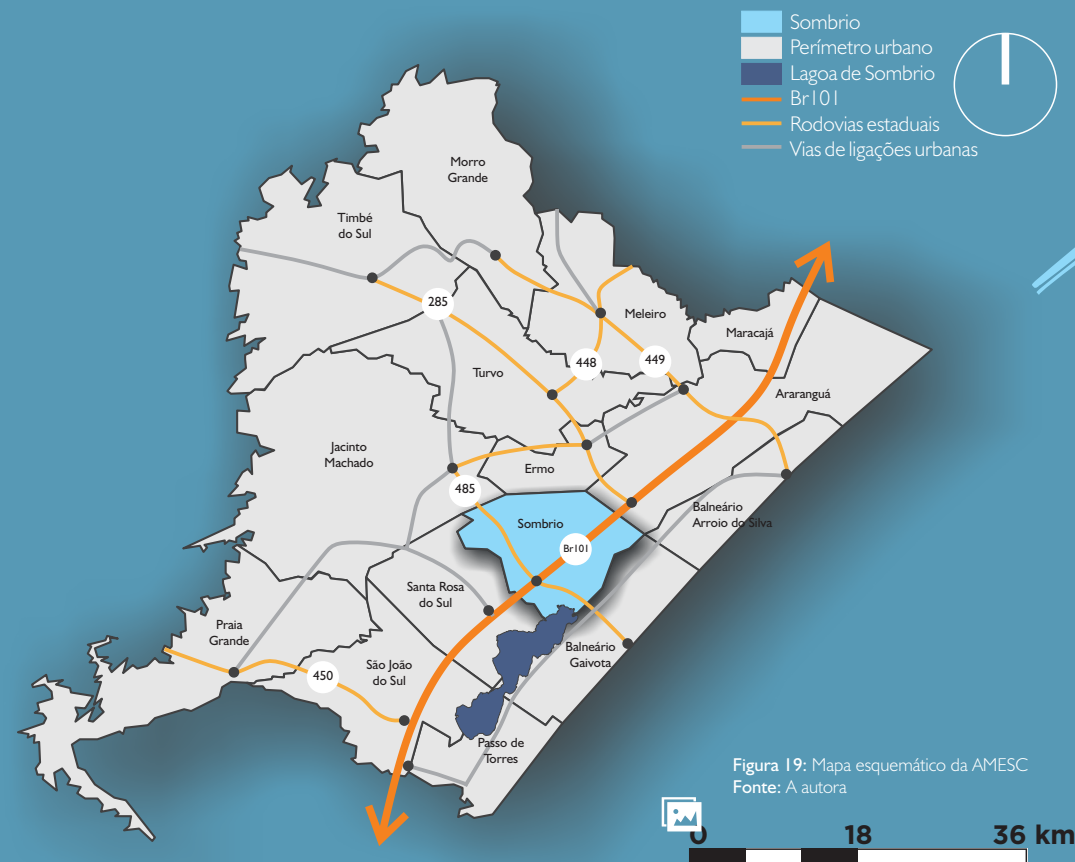 Sombrio
Perímetro urbano
Lagoa de Sombrio
Br101
Rodovias estaduais
Vias de ligações urbanas
Morro
Grande
Timbé
do Sul
285
Meleiro
Maracajá
448
449
Turvo
Araranguá
Jacinto
Machado
Ermo
485
Sombrio
Balneário
Arroio do Silva
Br101
Santa Rosa
do Sul
Praia
Grande
Balneário
Gaivota
São João
do Sul
450
Passo de
Torres
Figura 19: Mapa esquemático da AMESC
Fonte: A autora
0 18 36 km